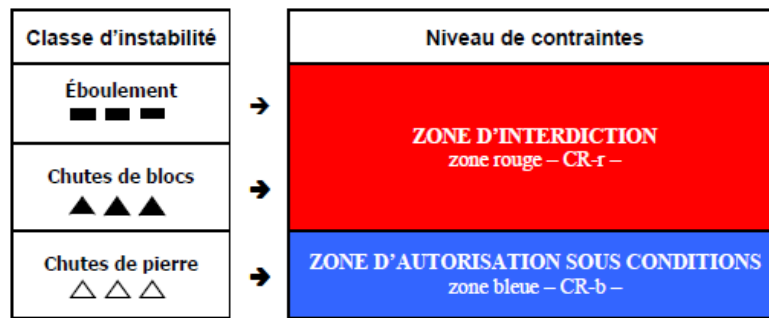 Classe d'instabilité
Niveau de contraintes
Éboulement
ZONE D'INTERDICTION
zone rouge – CR-r –
Chutes de blocs
Chutes de pierre
ZONE D'AUTORISATION SOUS CONDITIONS
zone bleue – CR-b –